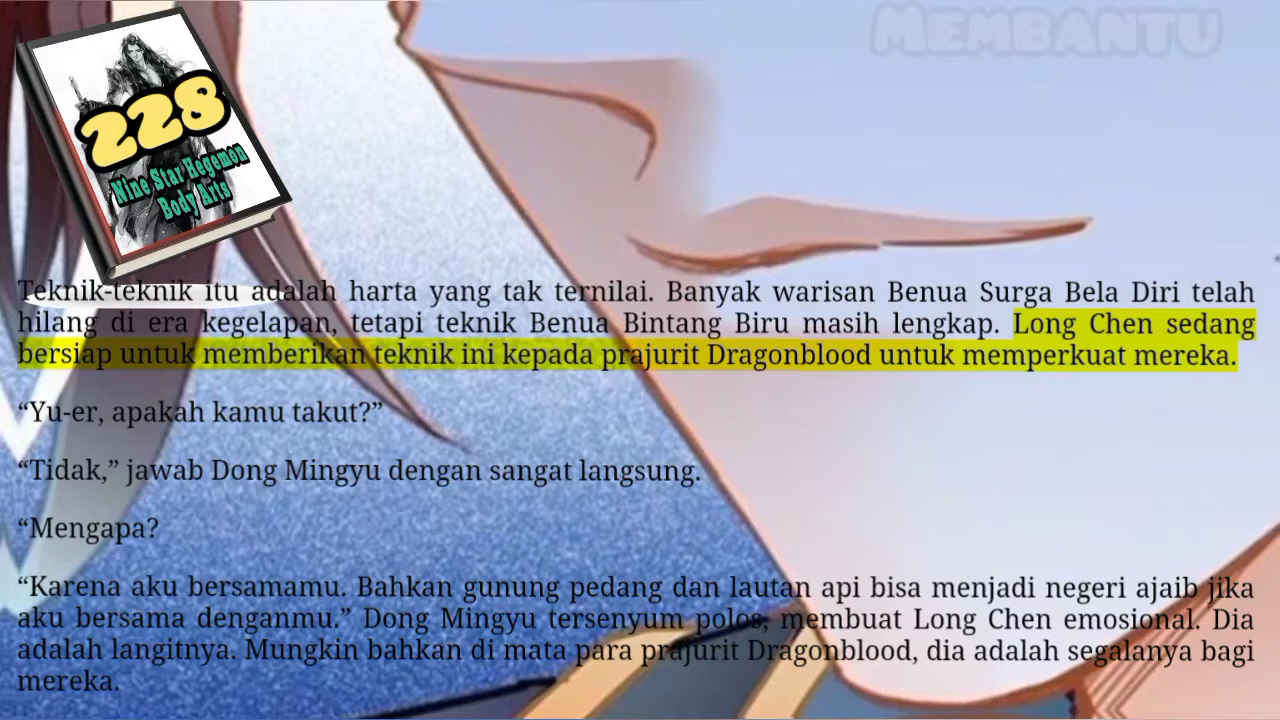 MEMBANTU
228
Nine Star Hegemon
Body Arts
Teknik-teknik itu adalah harta yang tak ternilai. Banyak warisan Benua Surga Bela Diri telah
hilang di era kegelapan, tetapi teknik Benua Bintang Biru masih lengkap. Long Chen sedang
bersiap untuk memberikan teknik ini kepada prajurit Dragonblood untuk memperkuat mereka.
“Yu-er, apakah kamu takut?”
“Tidak,” jawab Dong Mingyu dengan sangat langsung.
“Mengapa?
“Karena aku bersamamu. Bahkan gunung pedang dan lautan api bisa menjadi negeri ajaib jika
aku bersama denganmu.” Dong Mingyu tersenyum polos, membuat Long Chen emosional. Dia
adalah langitnya. Mungkin bahkan di mata para prajurit Dragonblood, dia adalah segalanya bagi
mereka.